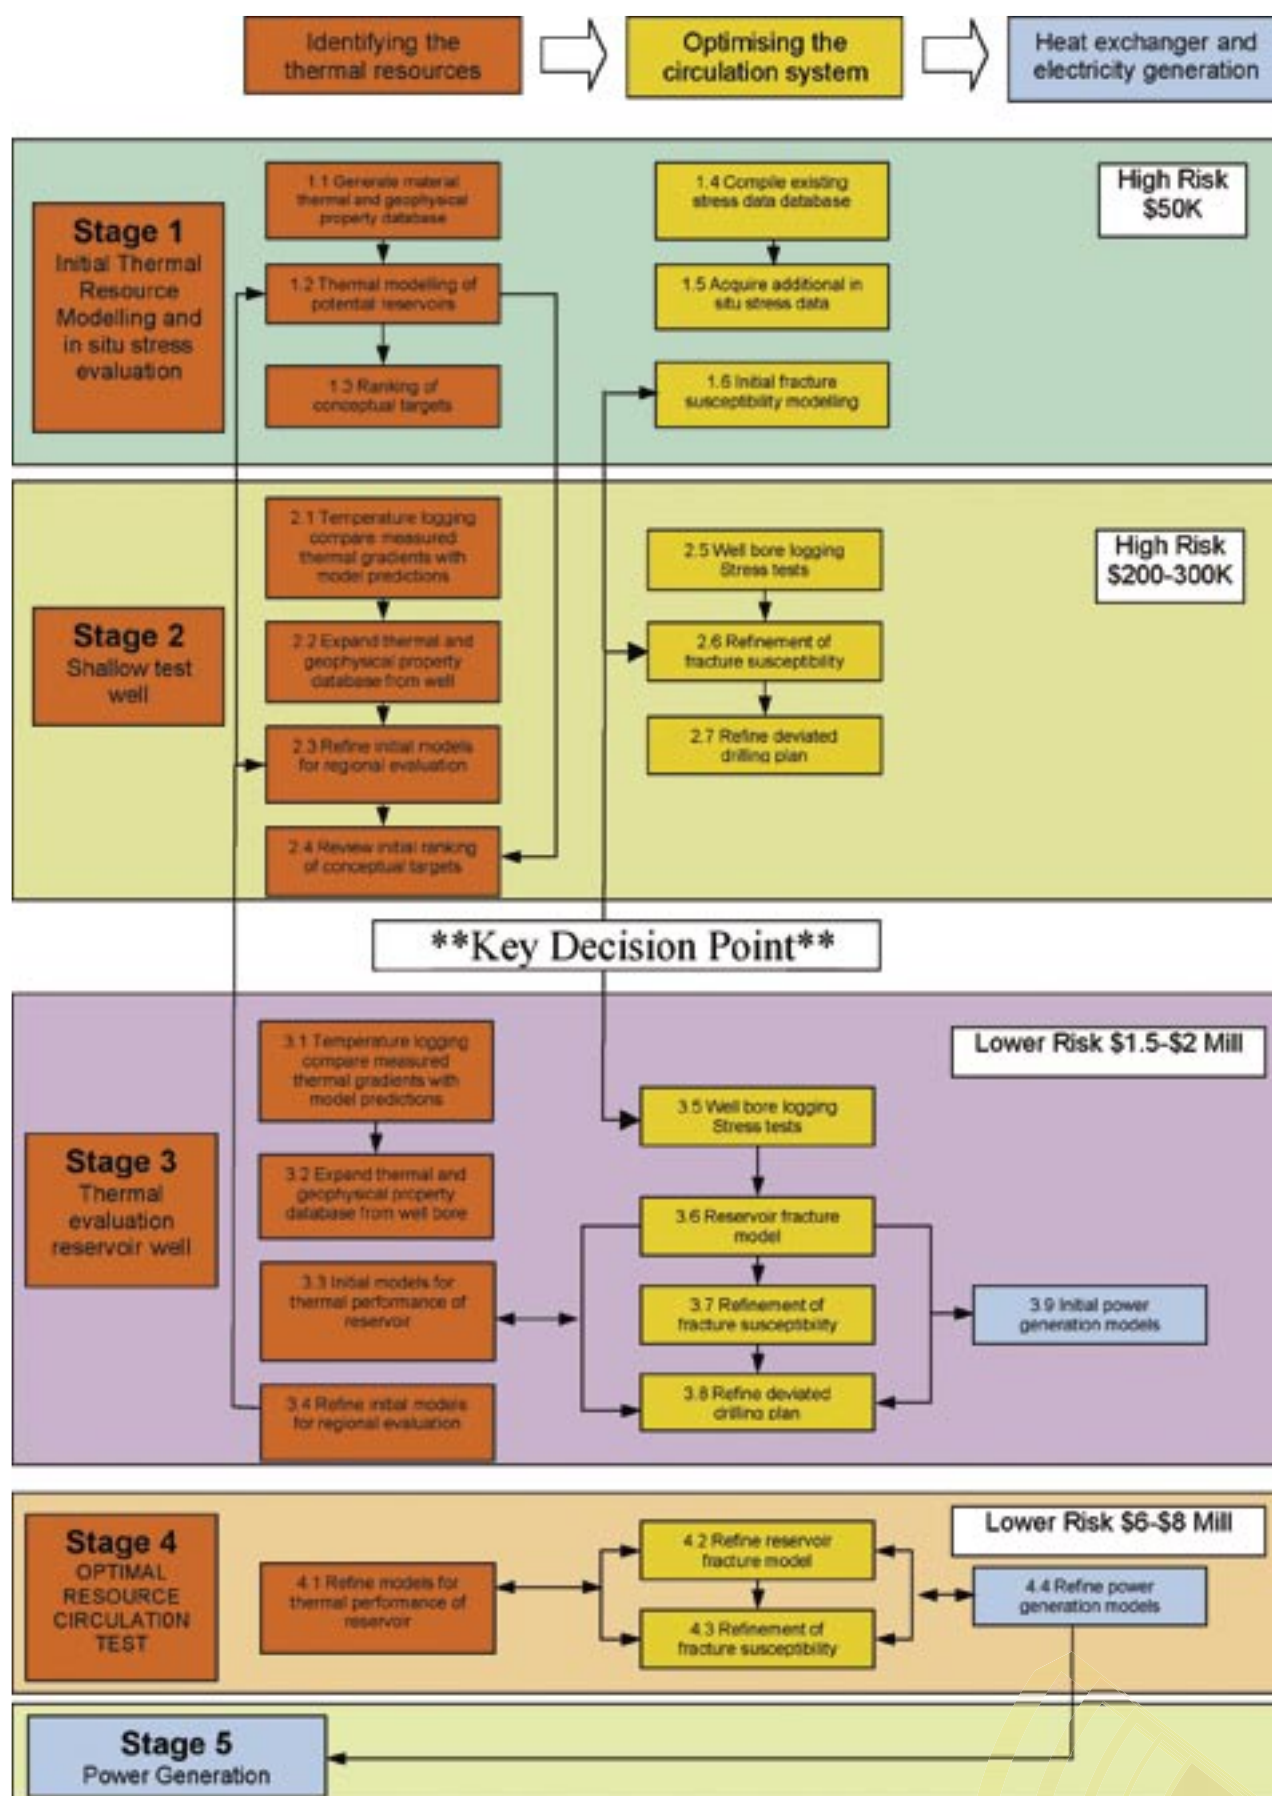 Identifying the
thermal resources
Optimising the
circulation system
Heat exchanger and
electricity generation
Stage 1
Initial Thermal
Resource
Modelling and
in situ stress
evaluation
1.1 Generate material
thermal and geophysical
property database
1.2 Thermal modelling of
potential reservoirs
1.3 Ranking of
conceptual targets
1.4 Compile existing
stress data database
1.5 Acquire additional in
situ stress data
1.6 Initial fracture
susceptibility modelling
High Risk
$50K
Stage 2
Shallow test
well
2.1 Temperature logging
compare measured
thermal gradients with
model predictions
2.2 Expand thermal and
geophysical property
database from well
2.3 Refine initial models
for regional evaluation
2.4 Review initial ranking
of conceptual targets
2.5 Well bore logging
Stress tests
2.6 Refinement of
fracture susceptibility
2.7 Refine deviated
drilling plan
High Risk
$200-300K
**Key Decision Point**
Stage 3
Thermal
evaluation
reservoir well
3.1 Temperature logging
compare measured
thermal gradients with
model predictions
3.2 Expand thermal and
geophysical property
database from well bore
3.3 Initial models for
thermal performance of
reservoir
3.4 Refine initial models
for regional evaluation
3.5 Well bore logging
Stress tests
3.6 Reservoir fracture
model
3.7 Refinement of
fracture susceptibility
3.8 Refine deviated
drilling plan
Lower Risk $1.5-$2 Mill
3.9 Initial power
generation models
Stage 4
OPTIMAL
RESOURCE
CIRCULATION
TEST
4.1 Refine models for
thermal performance of
reservoir
4.2 Refine reservoir
fracture model
4.3 Refinement of
fracture susceptibility
Lower Risk $6-$8 Mill
4.4 Refine power
generation models
Stage 5
Power Generation